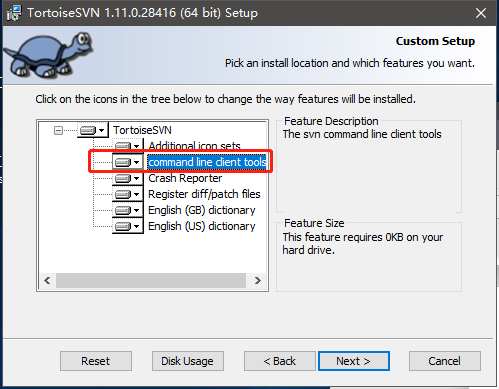 TortoiseSVN 1.11.0.28416 (64 bit) Setup
Custom Setup
Pick an install location and which features you want.
Click on the icons in the tree below to change the way features will be installed.
TortoiseSVN
Additional icon sets
command line client tools
Crash Reporter
Register diff/patch files
English (GB) dictionary
English (US) dictionary
Feature Description
The svn command line client tools
Feature Size
This feature requires 0KB on your
hard drive.
Reset
Disk Usage
< Back
Next >
Cancel